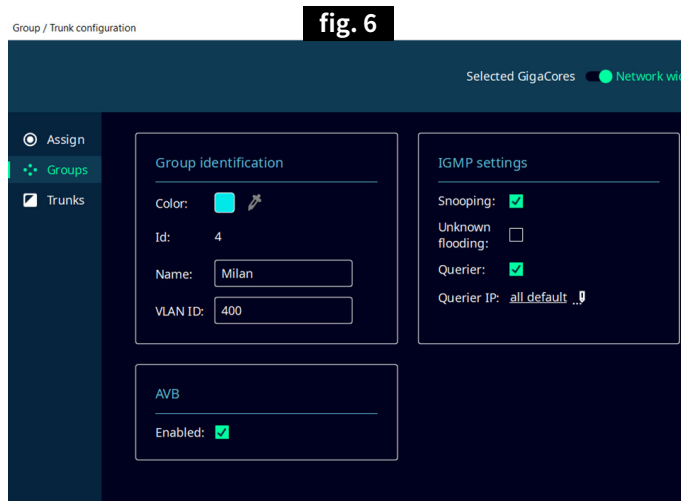 fig. 6
Group / Trunk configuration
Selected GigaCores Network wi
Assign
Groups
Trunks
Group identification
Color:
Id: 4
Name: Milan
VLAN ID: 400
IGMP settings
Snooping:
Unknown
flooding:
Querier:
Querier IP: all default
AVB
Enabled: